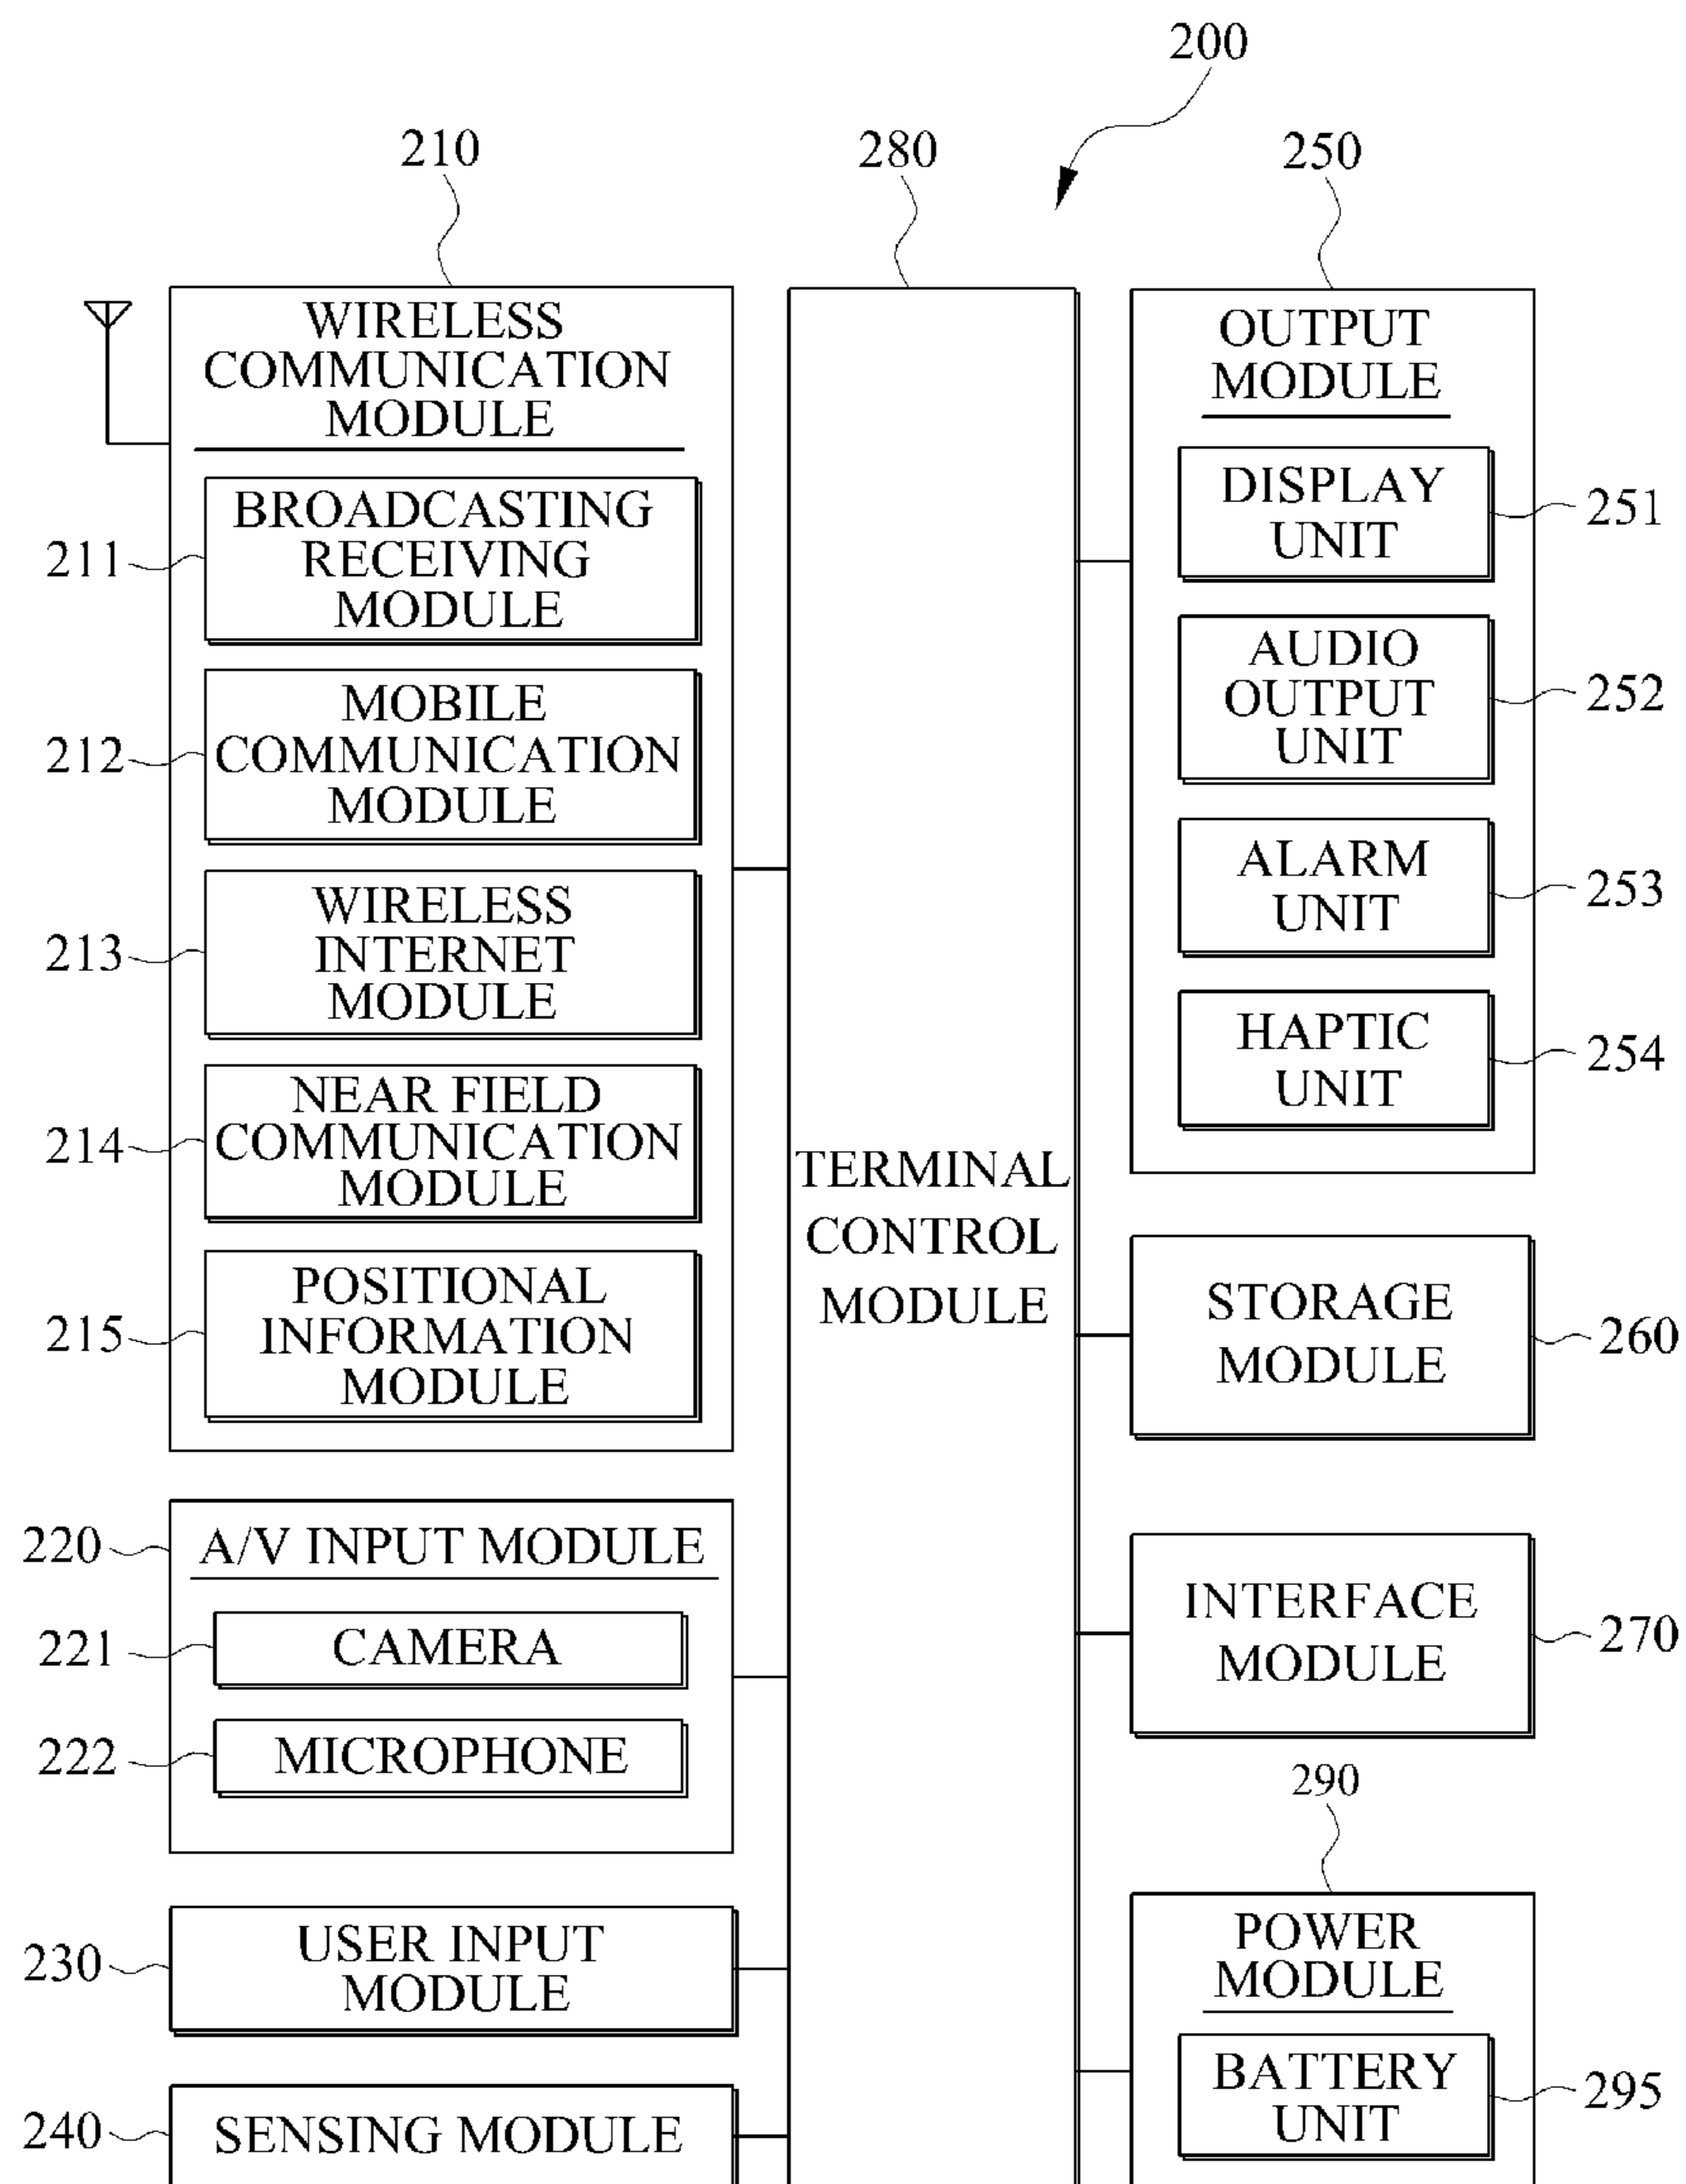 200
210
280
250
WIRELESS
COMMUNICATION
MODULE
211
BROADCASTING
RECEIVING
MODULE
212
MOBILE
COMMUNICATION
MODULE
213
WIRELESS
INTERNET
MODULE
214
NEAR FIELD
COMMUNICATION
MODULE
215
POSITIONAL
INFORMATION
MODULE
220
A/V INPUT MODULE
221
CAMERA
222
MICROPHONE
230
USER INPUT
MODULE
240
SENSING MODULE
TERMINAL
CONTROL
MODULE
OUTPUT
MODULE
DISPLAY
UNIT
251
AUDIO
OUTPUT
UNIT
252
ALARM
UNIT
253
HAPTIC
UNIT
254
STORAGE
MODULE
260
INTERFACE
MODULE
270
290
POWER
MODULE
BATTERY
UNIT
295